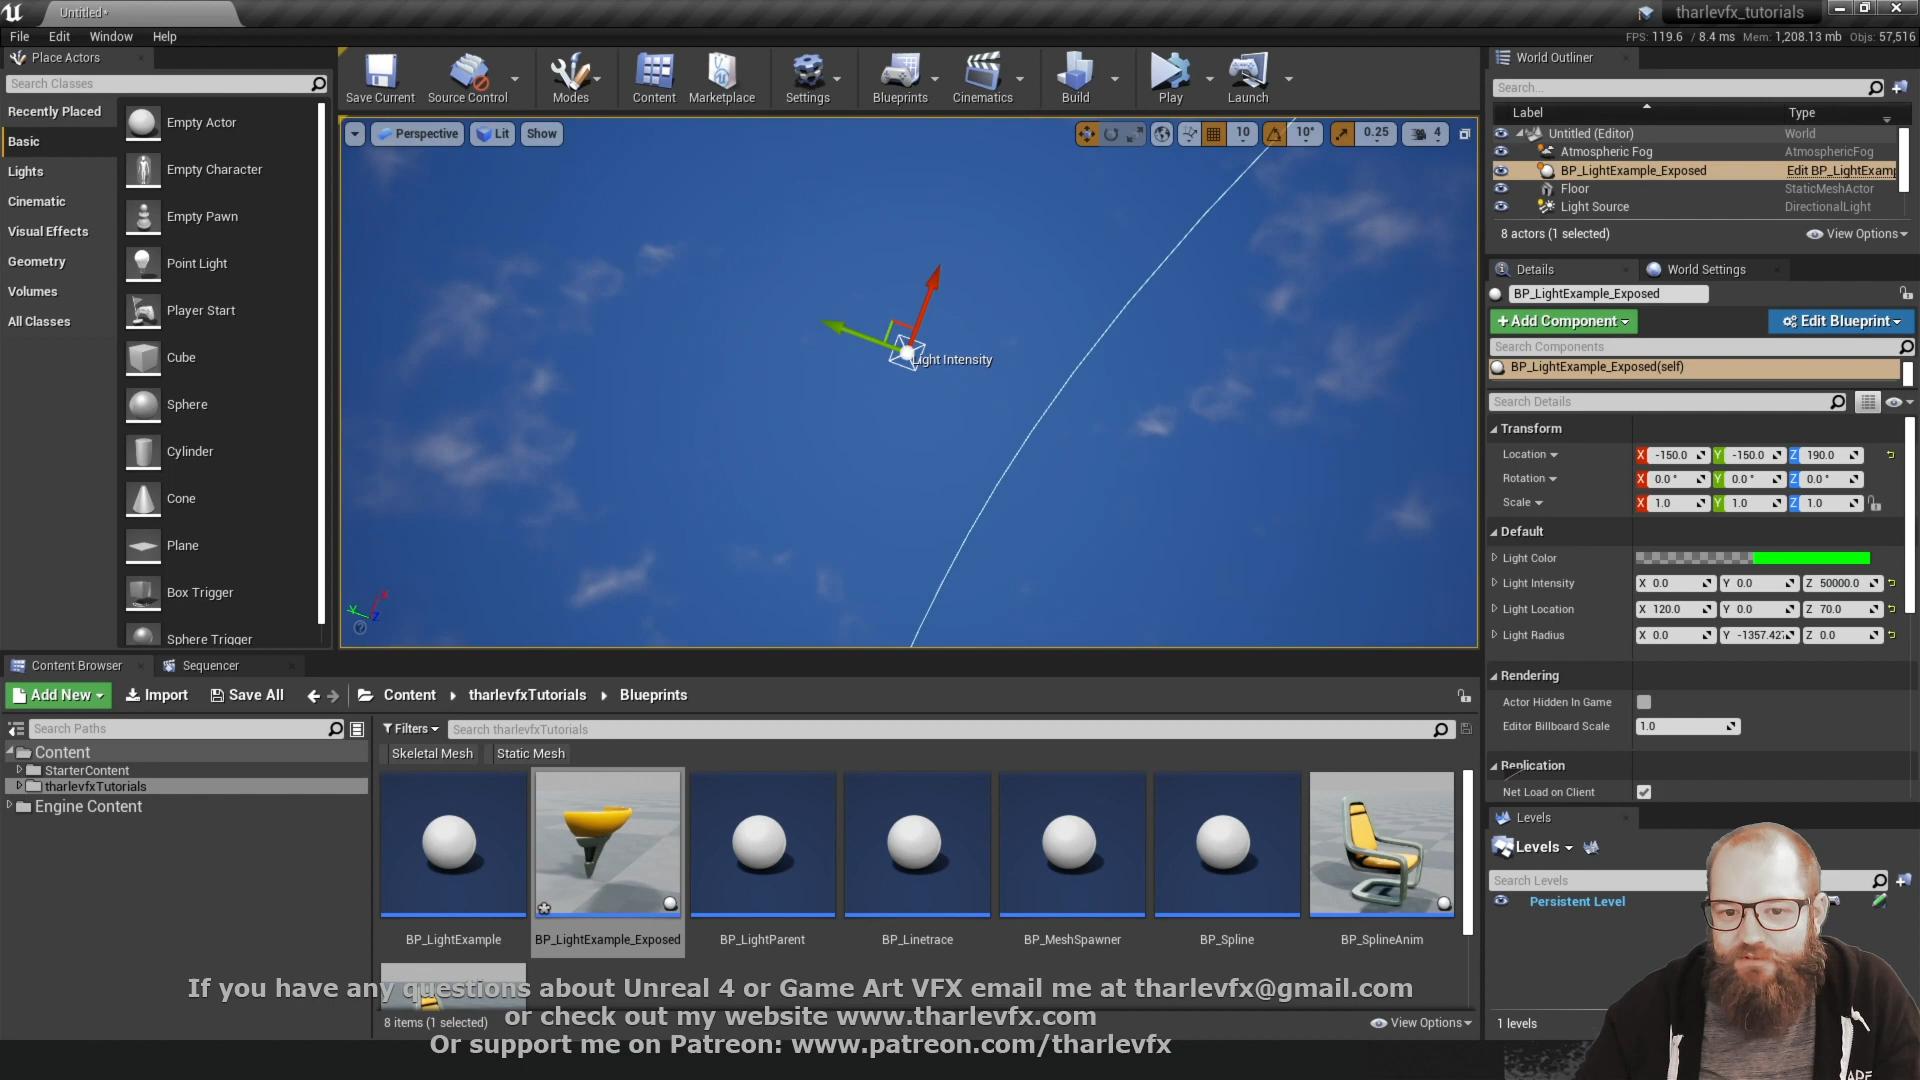 Untitled*
tharlevfx_tutorials
File Edit Window Help
FPS: 119.6 / 8.4 ms Mem: 1,208.13 mb Objs: 57,516
Place Actors
Search Classes
Recently Placed
Basic
Lights
Cinematic
Visual Effects
Geometry
Volumes
All Classes
Empty Actor
Empty Character
Empty Pawn
Point Light
Player Start
Cube
Sphere
Cylinder
Cone
Plane
Box Trigger
Sphere Trigger
Save Current Source Control Modes Content Marketplace Settings Blueprints Cinematics Build Play Launch
Perspective Lit Show
10 10° 0.25 4
Light Intensity
World Outliner
Search...
Label Type
Untitled (Editor) World
Atmospheric Fog AtmosphericFog
BP_LightExample_Exposed Edit BP_LightExamp
Floor StaticMeshActor
Light Source DirectionalLight
8 actors (1 selected) View Options
Details World Settings
BP_LightExample_Exposed
+Add Component Edit Blueprint
Search Components
BP_LightExample_Exposed(self)
Search Details
Transform
Location X -150.0 Y -150.0 Z 190.0
Rotation X 0.0 ° Y 0.0 ° Z 0.0 °
Scale X 1.0 Y 1.0 Z 1.0
Default
Light Color
Light Intensity X 0.0 Y 0.0 Z 50000.0
Light Location X 120.0 Y 0.0 Z 70.0
Light Radius X 0.0 Y -1357.427 Z 0.0
Rendering
Actor Hidden In Game
Editor Billboard Scale 1.0
Replication
Net Load on Client
Levels
Levels
Search Levels
Persistent Level
1 levels
Content Browser Sequencer
Add New Import Save All Content tharlevfxTutorials Blueprints
Search Paths
Content
StarterContent
tharlevfxTutorials
Engine Content
Filters Search tharlevfxTutorials
Skeletal Mesh Static Mesh
BP_LightExample BP_LightExample_Exposed BP_LightParent BP_Linetrace BP_MeshSpawner BP_Spline BP_SplineAnim
If you have any questions about Unreal 4 or Game Art VFX email me at tharlevfx@gmail.com
8 items (1 selected) View Options
or check out my website www.tharlevfx.com
Or support me on Patreon: www.patreon.com/tharlevfx